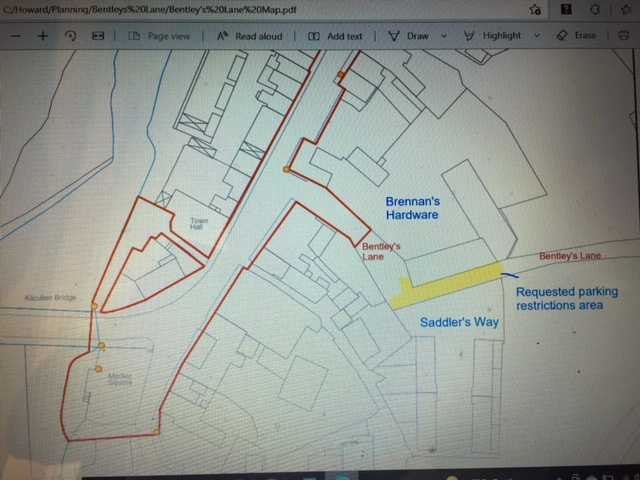 C:/Howard/Planning/Bentleys%20Lane/Bentley's%20Lane%20Map.pdf
Page view
Read aloud
Add text
Draw
Highlight
Erase
Town
Hall
Brennan's
Hardware
Bentley's
Lane
Bentley's Lane
Kilcullen Bridge
Requested parking
restrictions area
Saddler's Way
Market
Square